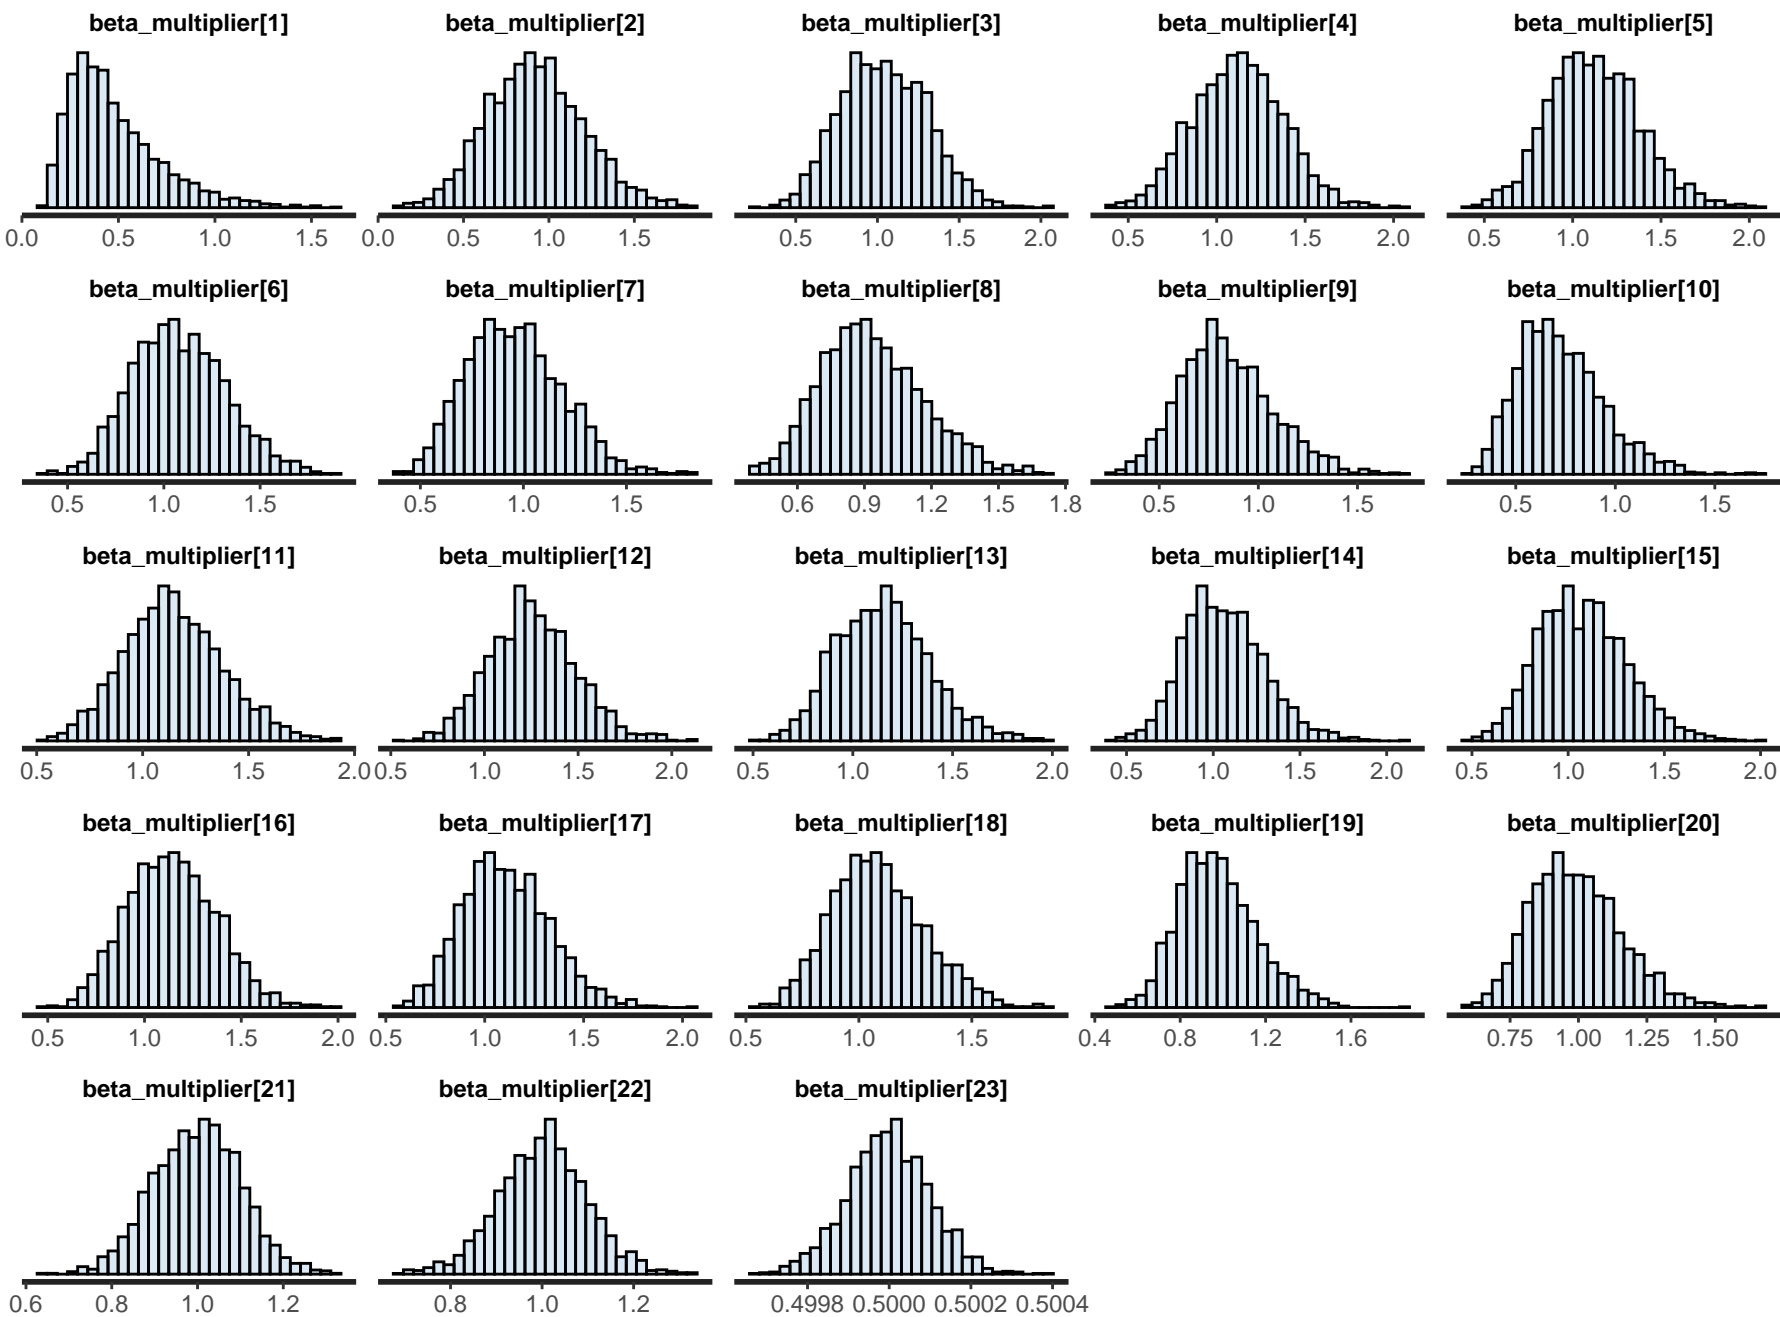 beta_multiplier[1] beta_multiplier[2] beta_multiplier[3] beta_multiplier[4] beta_multiplier[5]
0.0 0.5 1.0 1.5 0.0 0.5 1.0 1.5 0.5 1.0 1.5 2.0 0.5 1.0 1.5 2.0 0.5 1.0 1.5 2.0
beta_multiplier[6] beta_multiplier[7] beta_multiplier[8] beta_multiplier[9] beta_multiplier[10]
0.5 1.0 1.5 0.5 1.0 1.5 0.6 0.9 1.2 1.5 1.8 0.5 1.0 1.5 0.5 1.0 1.5
beta_multiplier[11] beta_multiplier[12] beta_multiplier[13] beta_multiplier[14] beta_multiplier[15]
0.5 1.0 1.5 2.0 0.5 1.0 1.5 2.0 0.5 1.0 1.5 2.0 0.5 1.0 1.5 2.0 0.5 1.0 1.5 2.0
beta_multiplier[16] beta_multiplier[17] beta_multiplier[18] beta_multiplier[19] beta_multiplier[20]
0.5 1.0 1.5 2.0 0.5 1.0 1.5 2.0 0.5 1.0 1.5 0.4 0.8 1.2 1.6 0.75 1.00 1.25 1.50
beta_multiplier[21] beta_multiplier[22] beta_multiplier[23]
0.6 0.8 1.0 1.2 0.8 1.0 1.2 0.4998 0.5000 0.5002 0.5004